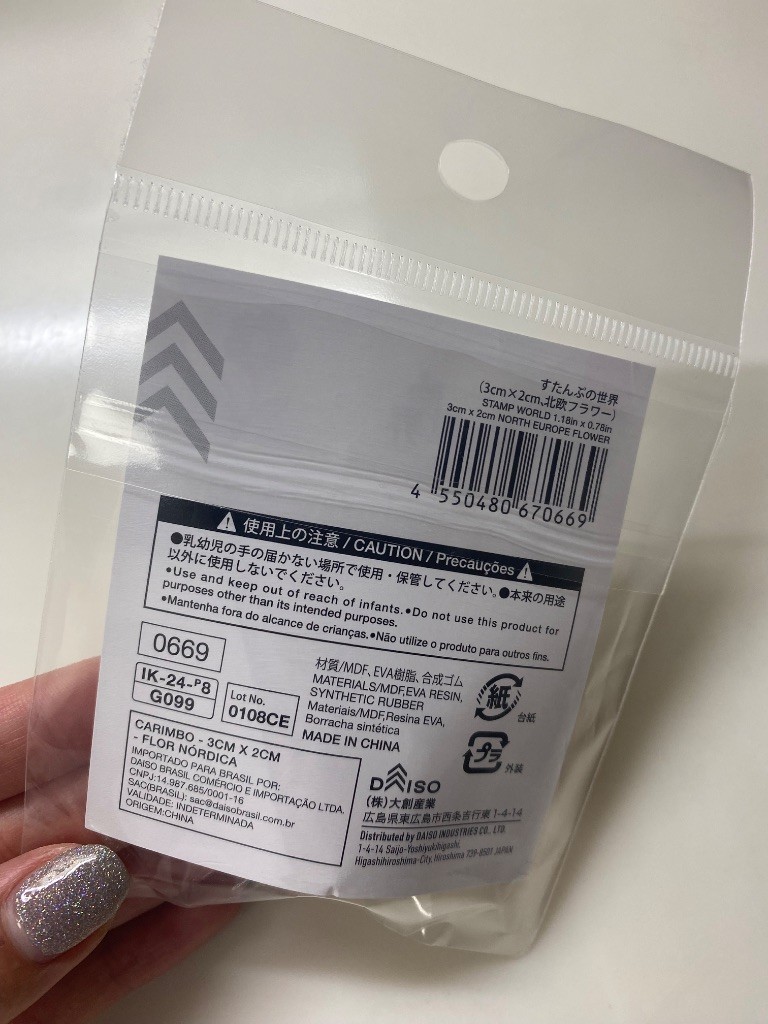 すたんぷの世界
(3cm×2cm、北欧フラワー)
STAMP WORLD 1.18in x 0.78in
3cm x 2cm NORTH EUROPE FLOWER
4 550480 670669
使用上の注意 / CAUTION / Precauções
●乳幼児の手の届かない場所で使用・保管してください。●本来の用途
以外に使用しないでください。
•Use and keep out of reach of infants.•Do not use this product for
purposes other than its intended purposes.
•Mantenha fora do alcance de crianças.•Não utilize o produto para outros fins.
0669
IK-24-P8
G099
Lot No.
0108CE
材質/MDF、EVA樹脂、合成ゴム
MATERIALS/MDF,EVA RESIN,
SYNTHETIC RUBBER
Materiais/MDF,Resina EVA,
Borracha sintética
MADE IN CHINA
紙
台紙
プラ
外装
CARIMBO - 3CM X 2CM
- FLOR NÓRDICA
IMPORTADO PARA BRASIL POR:
DAISO BRASIL COMÉRCIO E IMPORTAÇÃO LTDA.
CNPJ:14.987.685/0001-16
SAC(BRASIL): sac@daisobrasil.com.br
VALIDADE: INDETERMINADA
ORIGEM:CHINA
DAISO
(株)大創産業
広島県東広島市西条吉行東 1-4-14
Distributed by DAISO INDUSTRIES CO., LTD.
1-4-14 Saijo-Yoshiyukihigashi,
Higashihiroshima-City, Hiroshima 739-8501 JAPAN